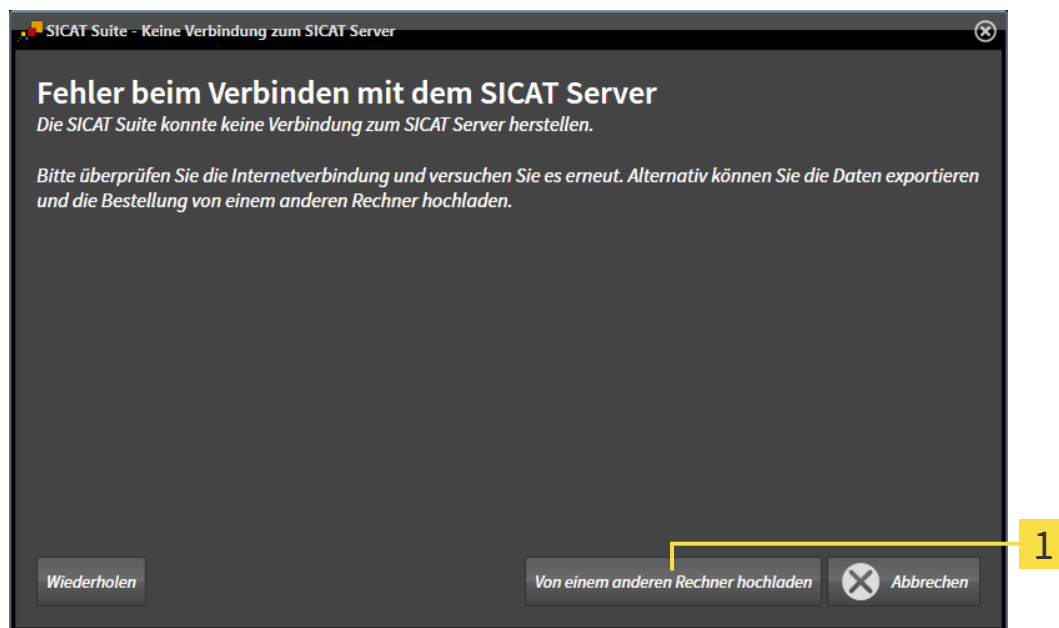 SICAT Suite - Keine Verbindung zum SICAT Server
Fehler beim Verbinden mit dem SICAT Server
Die SICAT Suite konnte keine Verbindung zum SICAT Server herstellen.
Bitte überprüfen Sie die Internetverbindung und versuchen Sie es erneut. Alternativ können Sie die Daten exportieren
und die Bestellung von einem anderen Rechner hochladen.
1
Wiederholen
Von einem anderen Rechner hochladen
Abbrechen